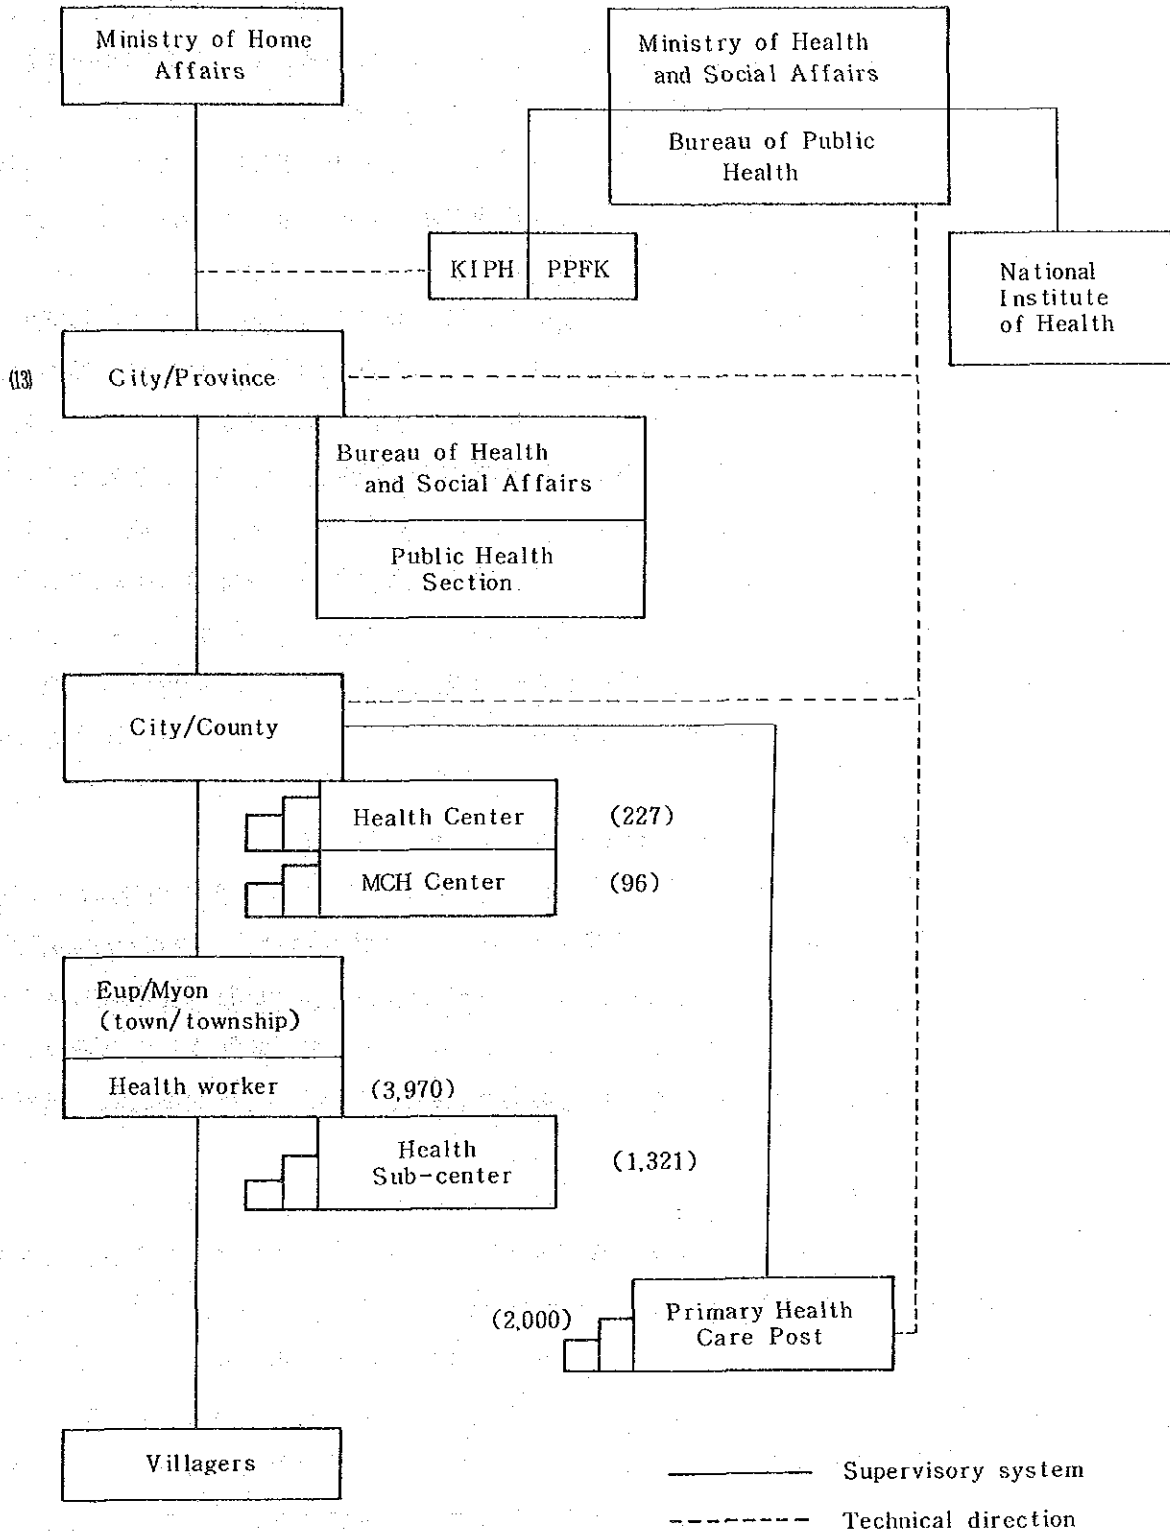 Ministry of Home
Affairs
Ministry of Health
and Social Affairs
Bureau of Public
Health
KIPH PPFK
National
Institute
of Health
(13) City/Province
Bureau of Health
and Social Affairs
Public Health
Section
City/County
Health Center (227)
MCH Center (96)
Eup/Myon
(town/township)
Health worker (3,970)
Health
Sub-center (1,321)
(2,000) Primary Health
Care Post
Villagers
Supervisory system
Technical direction